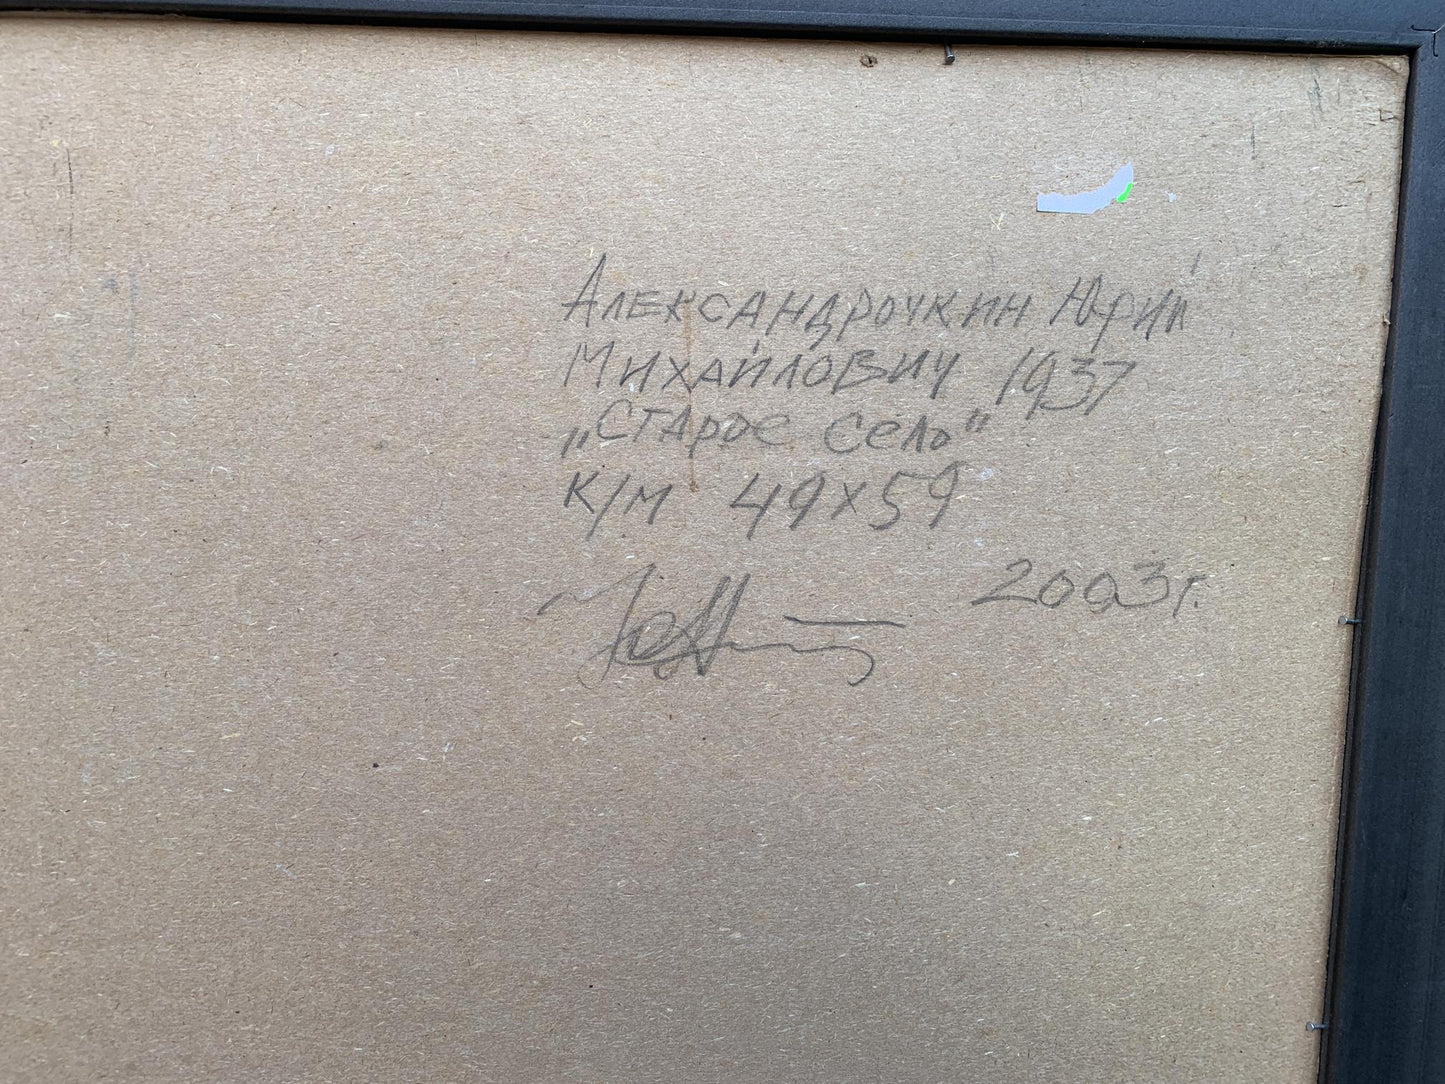 Александрочкин Юрий
Михайлович 1937
„Старое село"
К/М 49х59
2003г.